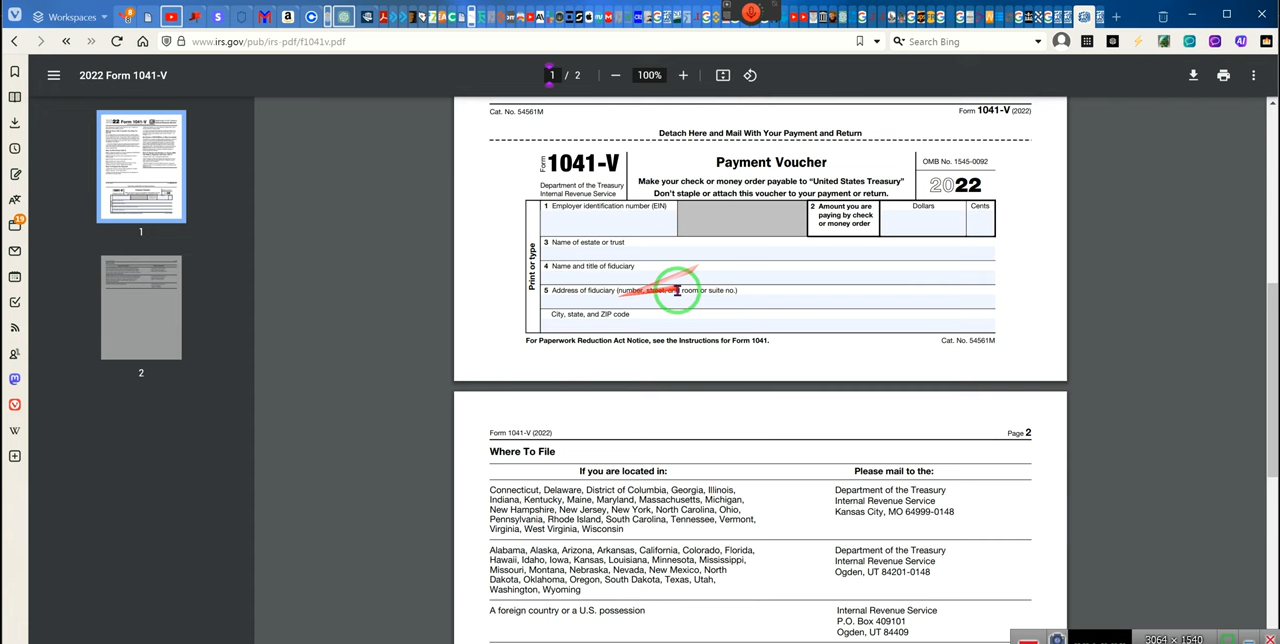 Workspaces
www.irs.gov/pub/irs-pdf/f1041v.pdf
Search Bing
2022 Form 1041-V
1 / 2
100%
1
2
Cat. No. 54561M
Form 1041-V (2022)
Detach Here and Mail With Your Payment and Return
Form 1041-V
Department of the Treasury
Internal Revenue Service
Payment Voucher
Make your check or money order payable to “United States Treasury”
Don't staple or attach this voucher to your payment or return.
OMB No. 1545-0092
2022
Print or type
1 Employer identification number (EIN)
2 Amount you are
paying by check
or money order
Dollars
Cents
3 Name of estate or trust
4 Name and title of fiduciary
5 Address of fiduciary (number, street, and room or suite no.)
City, state, and ZIP code
For Paperwork Reduction Act Notice, see the Instructions for Form 1041.
Cat. No. 54561M
Form 1041-V (2022)
Page 2
Where To File
If you are located in:
Please mail to the:
Connecticut, Delaware, District of Columbia, Georgia, Illinois,
Indiana, Kentucky, Maine, Maryland, Massachusetts, Michigan,
New Hampshire, New Jersey, New York, North Carolina, Ohio,
Pennsylvania, Rhode Island, South Carolina, Tennessee, Vermont,
Virginia, West Virginia, Wisconsin
Department of the Treasury
Internal Revenue Service
Kansas City, MO 64999-0148
Alabama, Alaska, Arizona, Arkansas, California, Colorado, Florida,
Hawaii, Idaho, Iowa, Kansas, Louisiana, Minnesota, Mississippi,
Missouri, Montana, Nebraska, Nevada, New Mexico, North
Dakota, Oklahoma, Oregon, South Dakota, Texas, Utah,
Washington, Wyoming
Department of the Treasury
Internal Revenue Service
Ogden, UT 84201-0148
A foreign country or a U.S. possession
Internal Revenue Service
P.O. Box 409101
Ogden, UT 84409
3064 × 1540